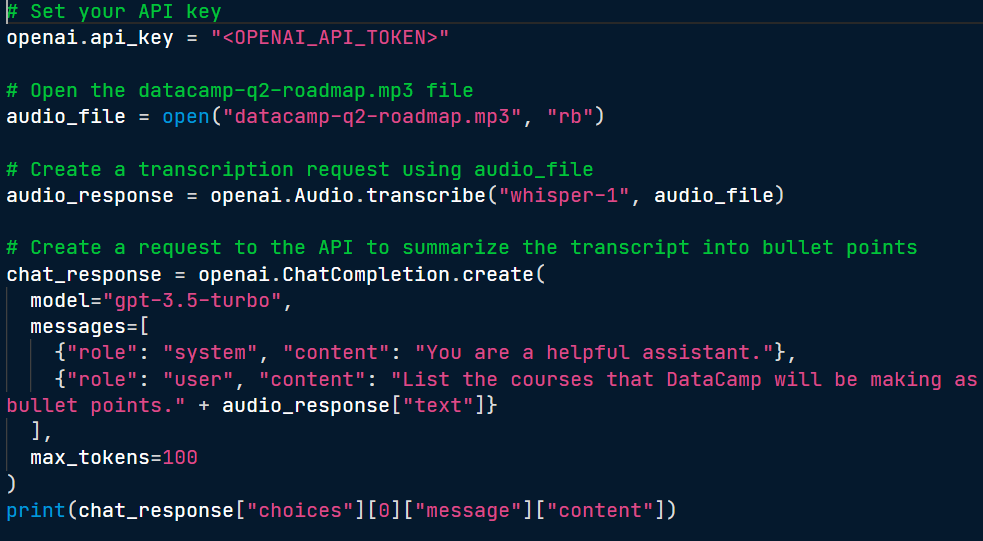 # Set your API key
openai.api_key = "<OPENAI_API_TOKEN>"
# Open the datacamp-q2-roadmap.mp3 file
audio_file = open("datacamp-q2-roadmap.mp3", "rb")
# Create a transcription request using audio_file
audio_response = openai.Audio.transcribe("whisper-1", audio_file)
# Create a request to the API to summarize the transcript into bullet points
chat_response = openai.ChatCompletion.create(
  model="gpt-3.5-turbo",
  messages=[
    {"role": "system", "content": "You are a helpful assistant."},
    {"role": "user", "content": "List the courses that DataCamp will be making as
bullet points." + audio_response["text"]}
  ],
  max_tokens=100
)
print(chat_response["choices"][0]["message"]["content"])